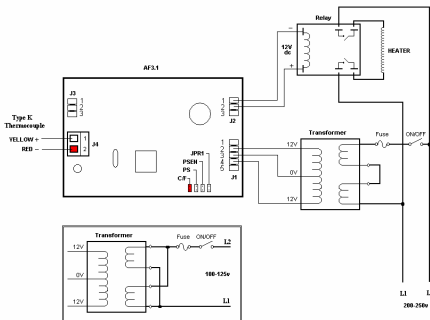 Relay
AF3.1
12V
dc
HEATER
J3
1
2
3
1
2
3
J2
Type K
Thermocouple
YELLOW +
RED −
1
2
J4
JPR1
PSEN
PS
C/F
1
2
3
4
5
J1
Transformer
Fuse
ON/OFF
12V
0V
12V
Transformer
Fuse
ON/OFF
L2
12V
0V
12V
100-125v
L1
L1
L
200-250v